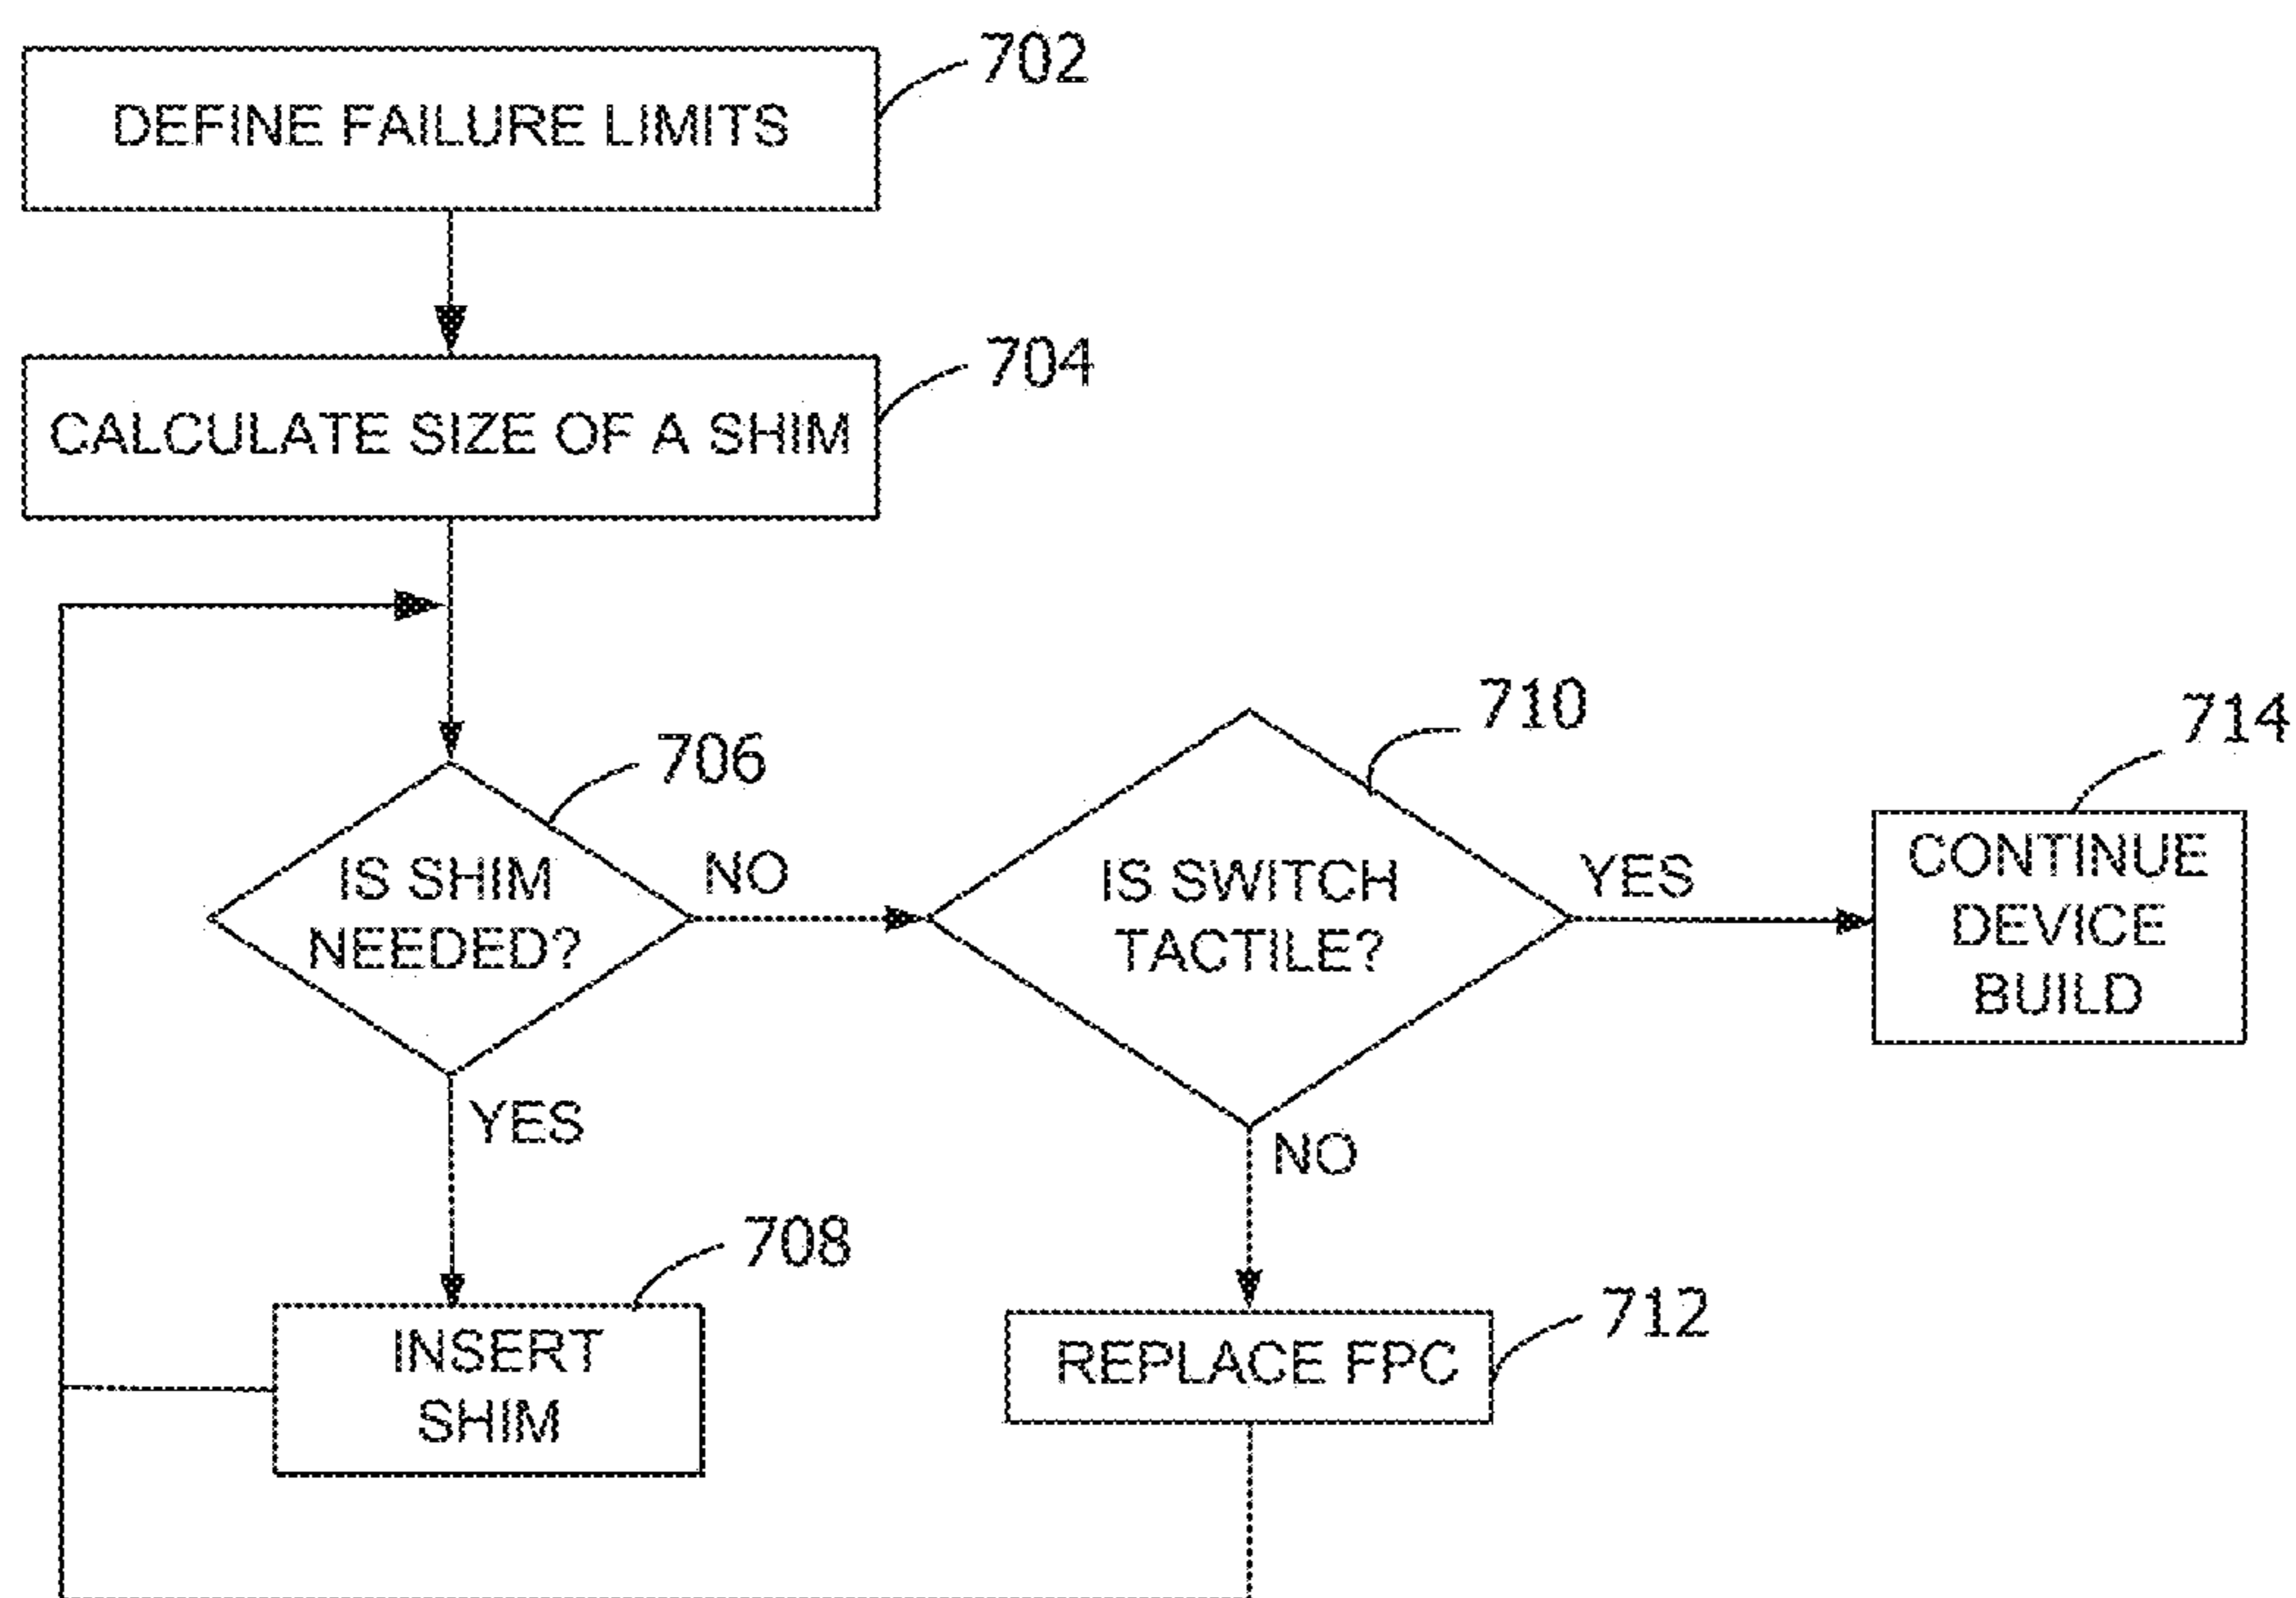 702
DEFINE FAILURE LIMITS
704
CALCULATE SIZE OF A SHIM
706
IS SHIM
NEEDED?
NO
YES
708
INSERT
SHIM
710
IS SWITCH
TACTILE?
YES
NO
712
REPLACE FPC
714
CONTINUE
DEVICE
BUILD